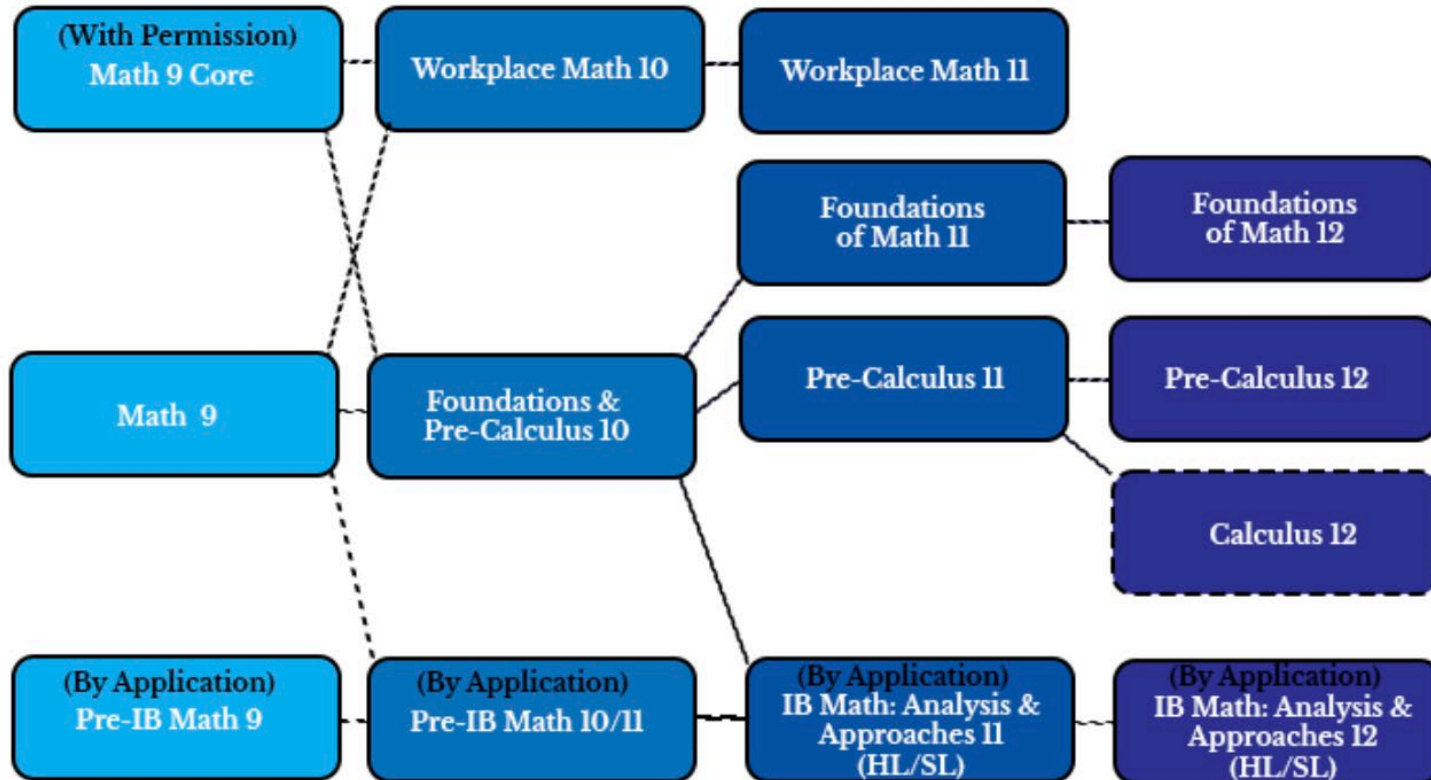 (With Permission)
Math 9 Core
Workplace Math 10
Workplace Math 11
Foundations
of Math 11
Foundations
of Math 12
Math 9
Foundations &
Pre-Calculus 10
Pre-Calculus 11
Pre-Calculus 12
Calculus 12
(By Application)
Pre-IB Math 9
(By Application)
Pre-IB Math 10/11
(By Application)
IB Math: Analysis &
Approaches 11
(HL/SL)
(By Application)
IB Math: Analysis &
Approaches 12
(HL/SL)